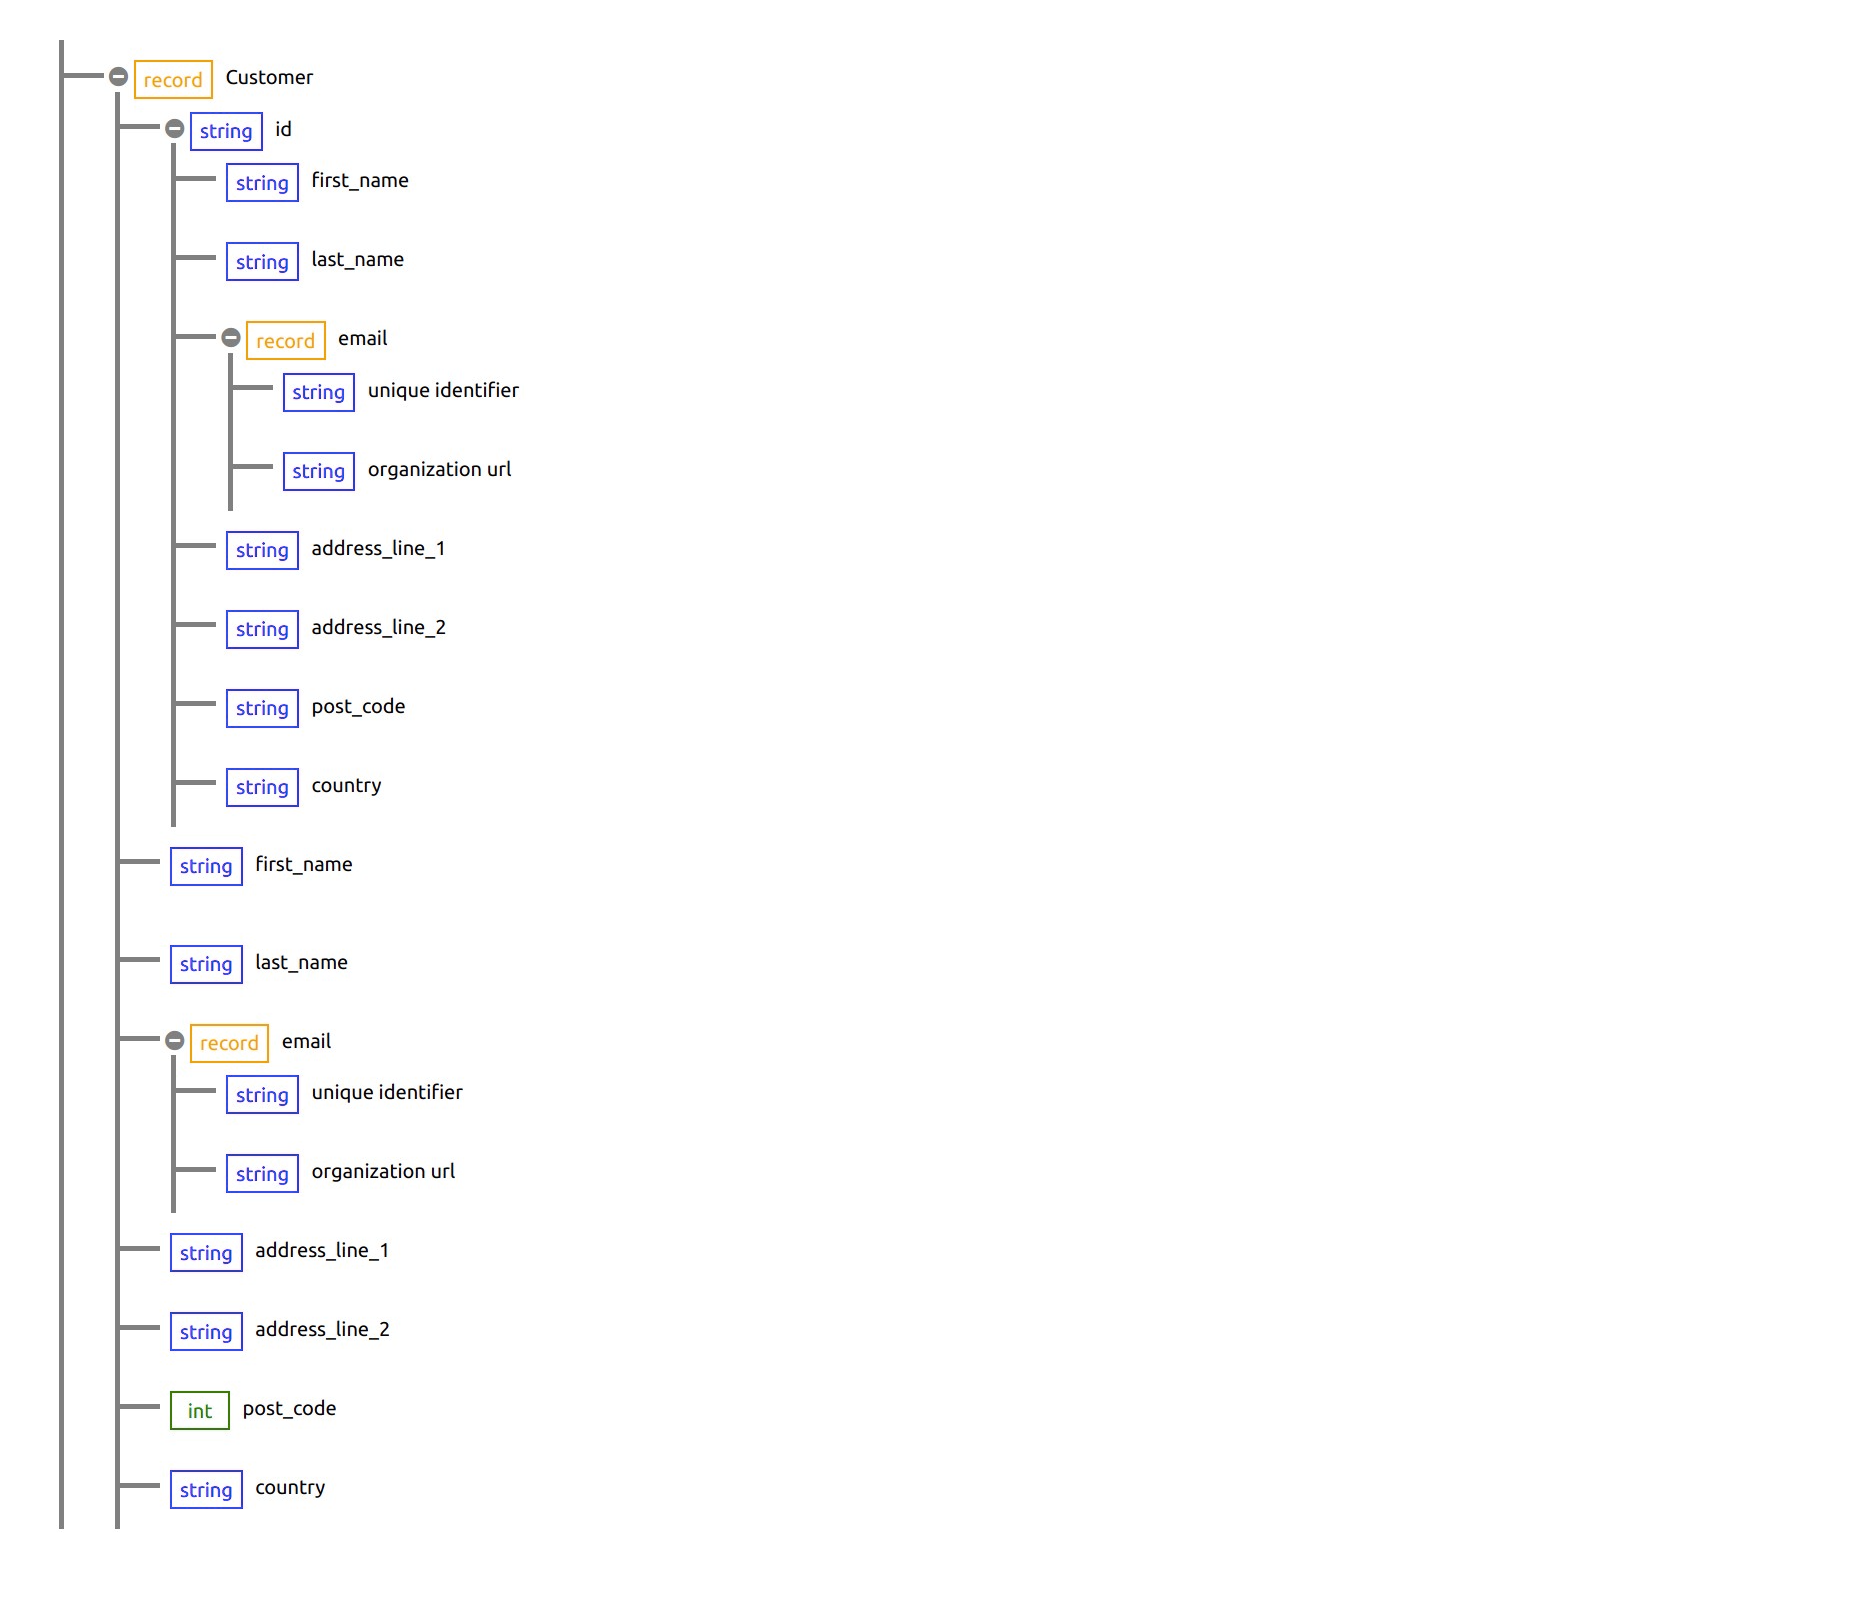 record Customer
string id
string first_name
string last_name
record email
string unique identifier
string organization url
string address_line_1
string address_line_2
string post_code
string country
string first_name
string last_name
record email
string unique identifier
string organization url
string address_line_1
string address_line_2
int post_code
string country